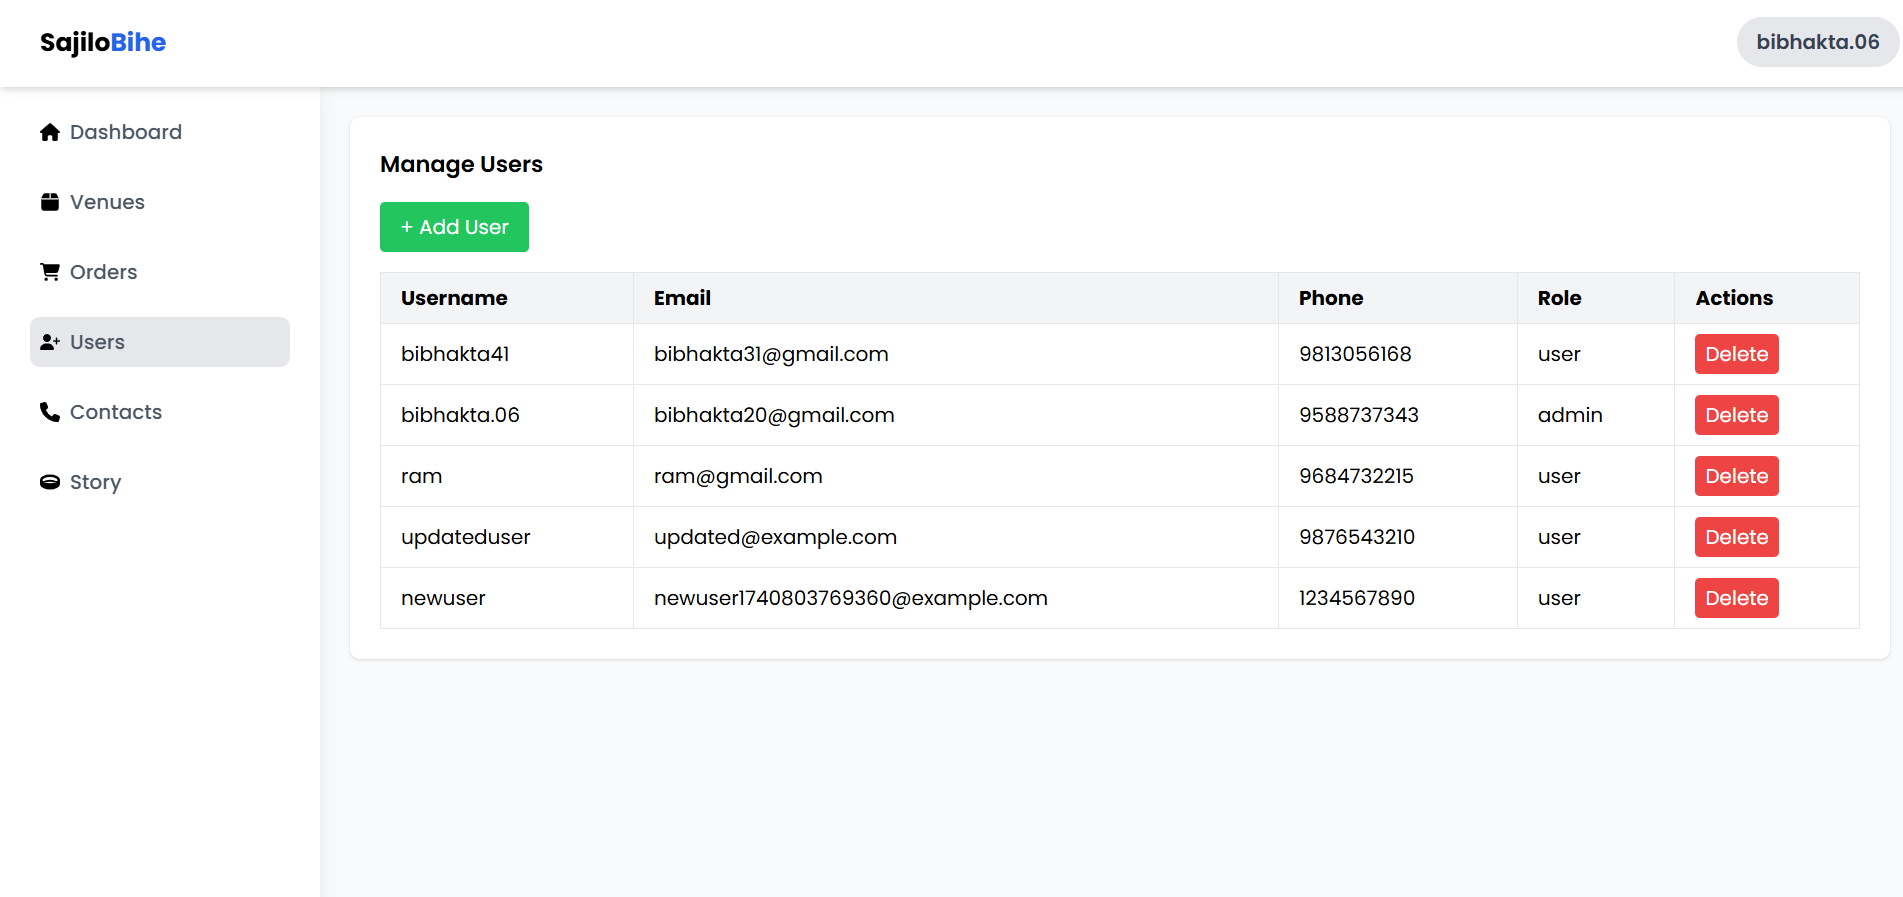 SajiloBihe
bibhakta.06
Dashboard
Venues
Orders
Users
Contacts
Story
Manage Users
+ Add User
Username Email Phone Role Actions
bibhakta41 bibhakta31@gmail.com 9813056168 user Delete
bibhakta.06 bibhakta20@gmail.com 9588737343 admin Delete
ram ram@gmail.com 9684732215 user Delete
updateduser updated@example.com 9876543210 user Delete
newuser newuser1740803769360@example.com 1234567890 user Delete